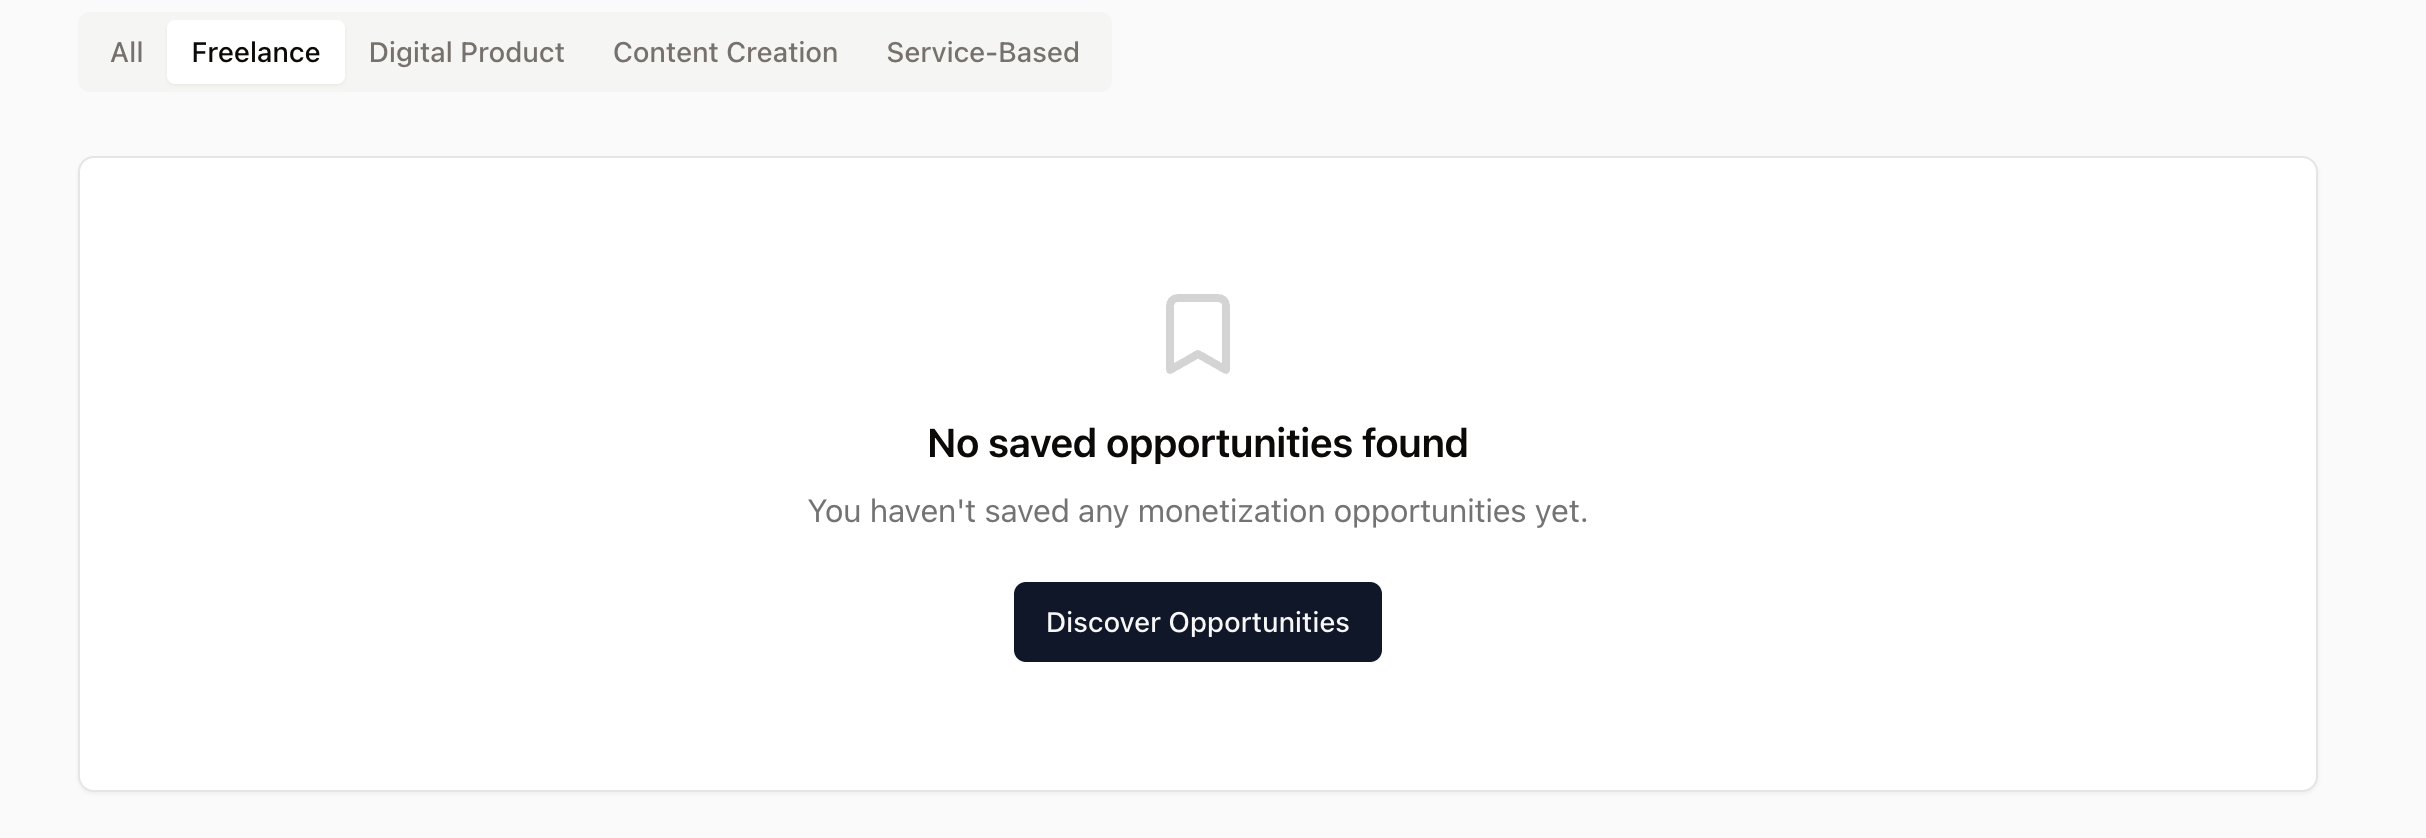 All Freelance Digital Product Content Creation Service-Based
No saved opportunities found
You haven't saved any monetization opportunities yet.
Discover Opportunities